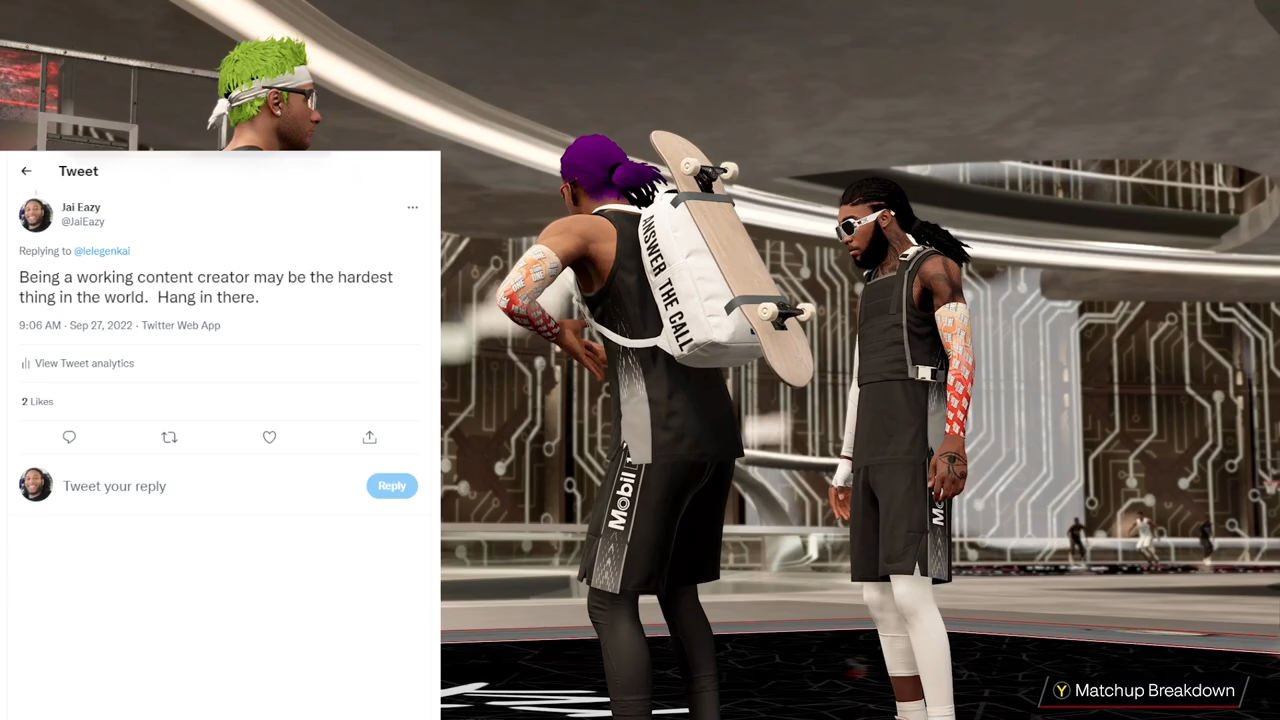 Tweet
Jai Eazy
@JaiEazy
Replying to @lelegenkai
Being a working content creator may be the hardest
thing in the world.  Hang in there.
9:06 AM · Sep 27, 2022 · Twitter Web App
View Tweet analytics
2 Likes
Tweet your reply
Reply
ANSWER THE CALL
Mobil
Mo
Y Matchup Breakdown